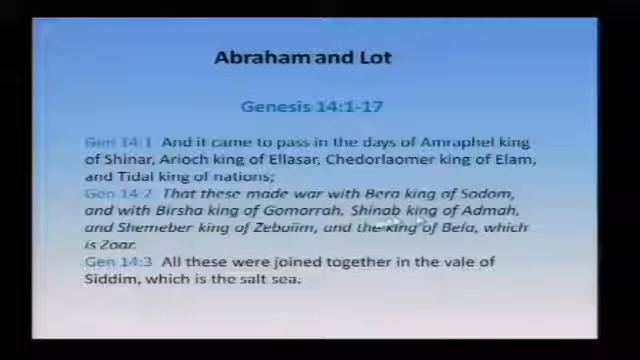 Abraham and Lot
Genesis 14:1-17
Gen 14:1 And it came to pass in the days of Amraphel king
of Shinar, Arioch king of Ellasar, Chedorlaomer king of Elam,
and Tidal king of nations;
Gen 14:2 That these made war with Bera king of Sodom,
and with Birsha king of Gomorrah, Shinab king of Admah,
and Shemeber king of Zeboiim, and the king of Bela, which
is Zoar.
Gen 14:3 All these were joined together in the vale of
Siddim, which is the salt sea.